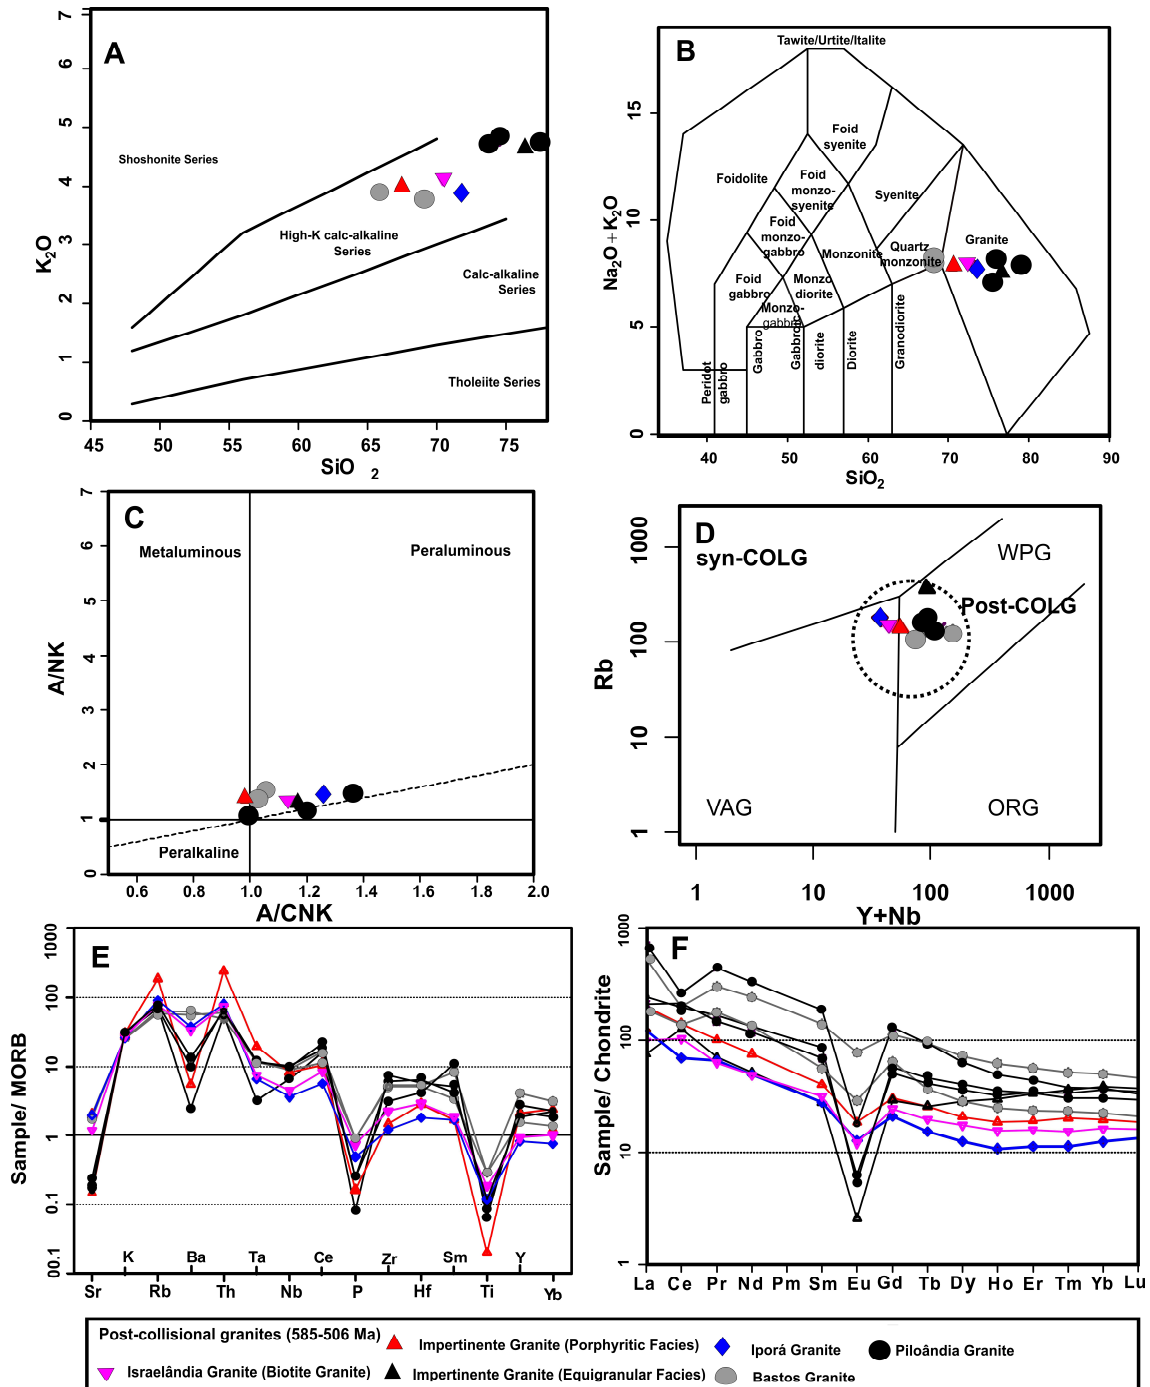 A
7
6
5
4
3
2
1
0
K2O
Shoshonite Series
High-K calc-alkaline
Series
Calc-alkaline
Series
Tholeiite Series
45 50 55 60 65 70 75
SiO 2
B
Tawite/Urtite/Italite
15
10
5
0
Na2O+K2O
Foid
syenite
Foidolite
Foid
monzo-
syenite
Syenite
Foid
monzo-
gabbro
Monzonite
Quartz
monzonite
Granite
Foid
gabbro
Monzo
diorite
Monzo-
gabbro
Peridot
gabbro
Gabbro
Gabbroic
diorite
Diorite
Granodiorite
40 50 60 70 80 90
SiO2
C
7
6
5
4
3
2
1
0
A/NK
Metaluminous
Peraluminous
Peralkaline
0.6 0.8 1.0 1.2 1.4 1.6 1.8 2.0
A/CNK
D
1000
100
10
1
Rb
syn-COLG
WPG
Post-COLG
VAG
ORG
1 10 100 1000
Y+Nb
E
1000
100
10
1
0.1
00.1
Sample/ MORB
K Ba Ta Ce Zr Sm Y
Sr Rb Th Nb P Hf Ti Yb
F
1000
100
10
1
Sample/ Chondrite
La Ce Pr Nd Pm Sm Eu Gd Tb Dy Ho Er Tm Yb Lu
Post-collisional granites (585-506 Ma)
Impertinente Granite (Porphyritic Facies)
Iporá Granite
Piloândia Granite
Israelândia Granite (Biotite Granite)
Impertinente Granite (Equigranular Facies)
Bastos Granite